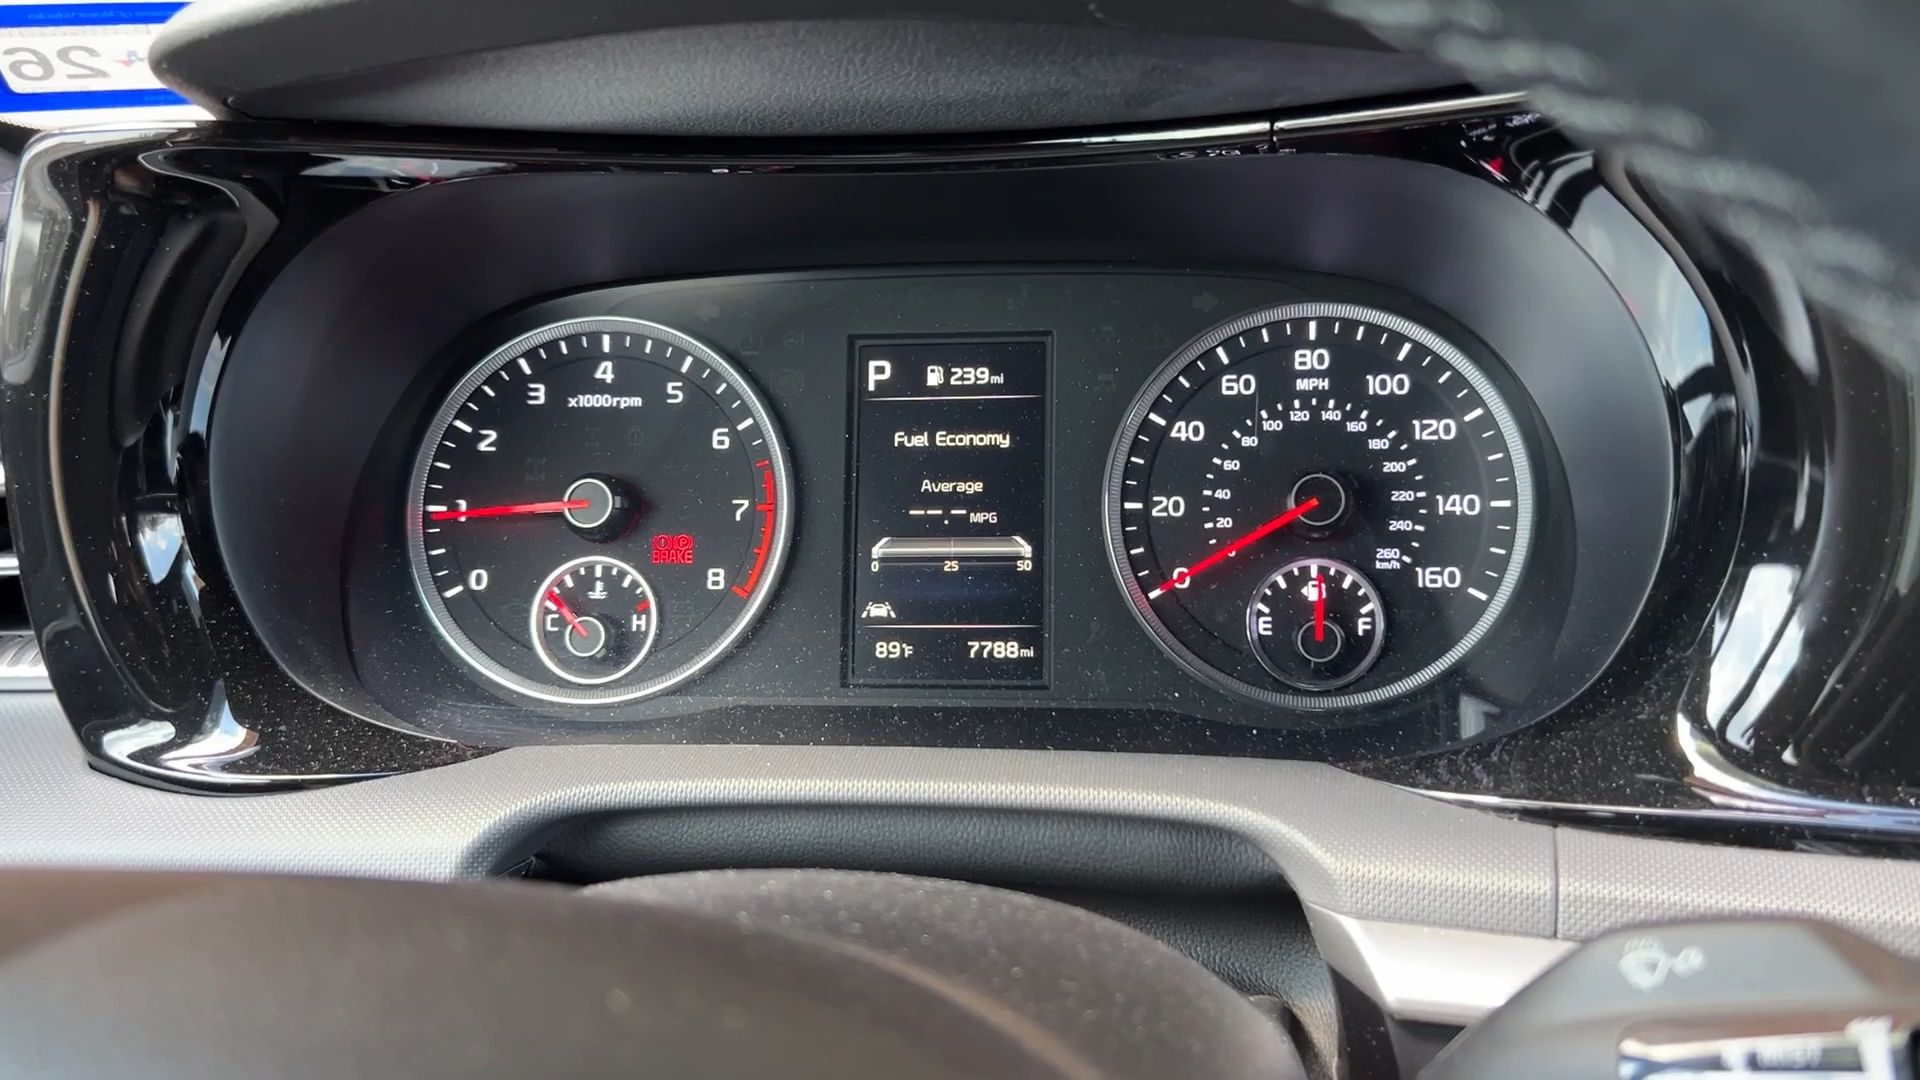 26
P 239mi
Fuel Economy
Average
--.- MPG
0 25 50
89°F 7788mi
0 1 2 3 4 5 6 7 8
x1000rpm
BRAKE
C H
0 20 40 60 80 100 120 140 160
MPH
20 40 60 80 100 120 140 160 180 200 220 240 260
km/h
E F